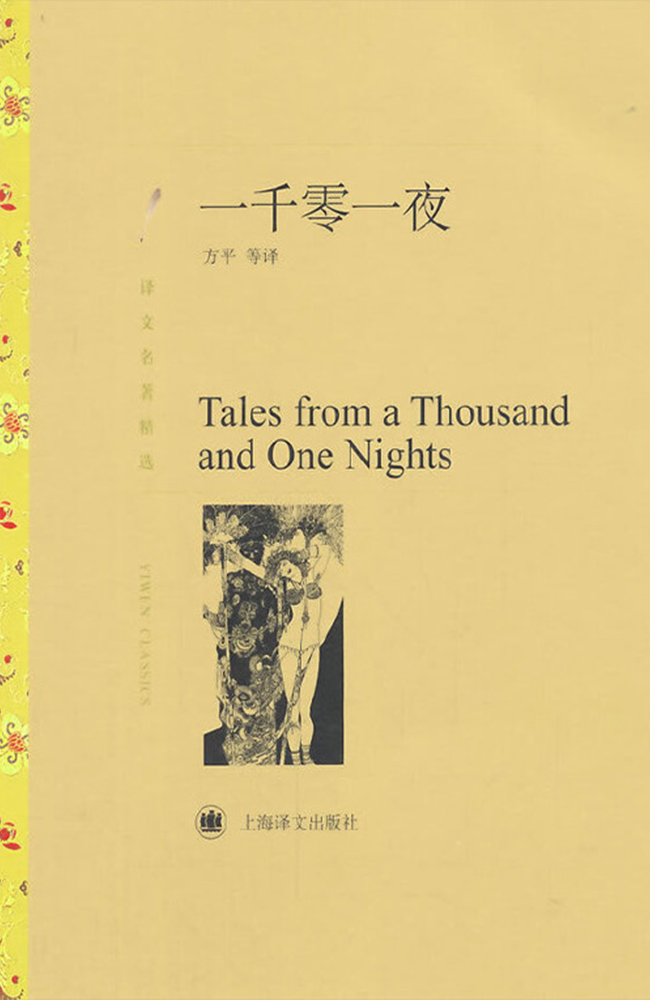 一千零一夜
方平 等译
译文名著精选
YIWEN CLASSICS
Tales from a Thousand
and One Nights
上海译文出版社